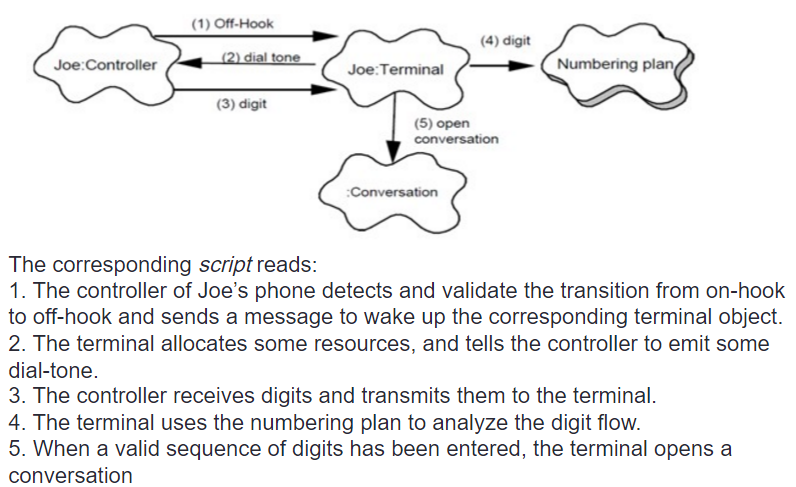 (1) Off-Hook
(4) digit
Joe:Controller
(2) dial tone
Joe:Terminal
Numbering plan
(3) digit
(5) open
conversation
:Conversation
The corresponding script reads:
1. The controller of Joe's phone detects and validate the transition from on-hook
to off-hook and sends a message to wake up the corresponding terminal object.
2. The terminal allocates some resources, and tells the controller to emit some
dial-tone.
3. The controller receives digits and transmits them to the terminal.
4. The terminal uses the numbering plan to analyze the digit flow.
5. When a valid sequence of digits has been entered, the terminal opens a
conversation